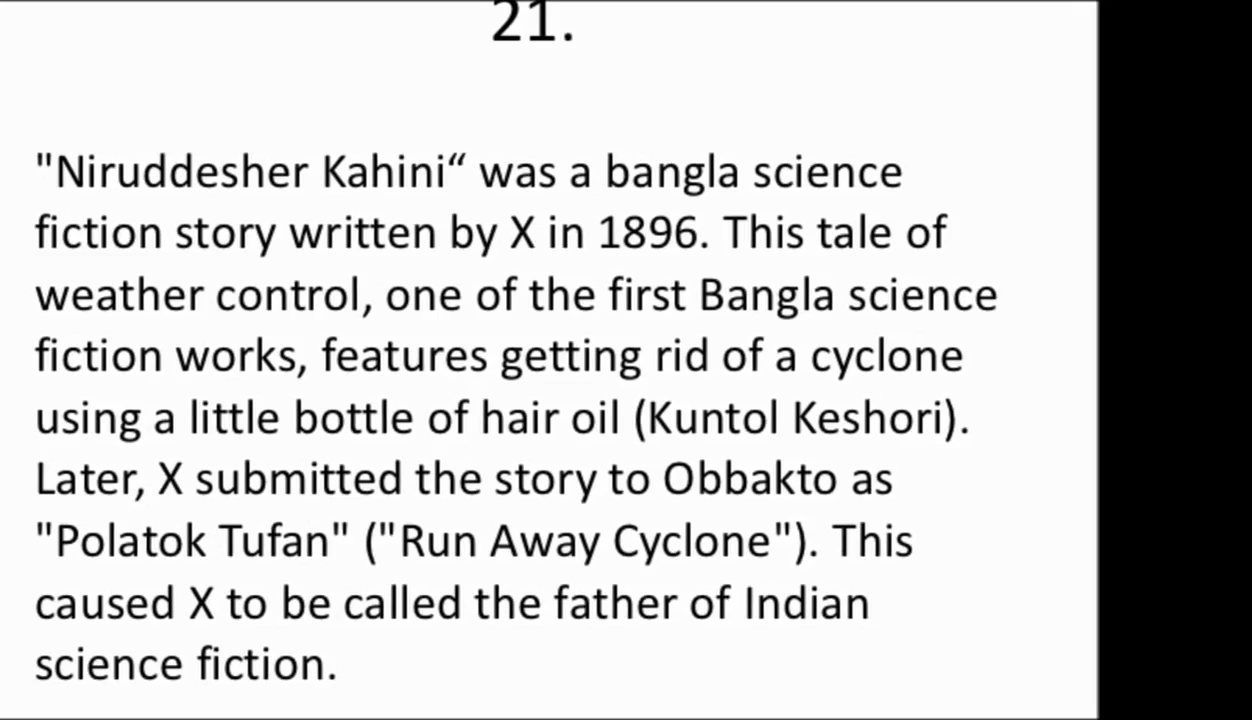 21.
"Niruddesher Kahini“ was a bangla science
fiction story written by X in 1896. This tale of
weather control, one of the first Bangla science
fiction works, features getting rid of a cyclone
using a little bottle of hair oil (Kuntol Keshori).
Later, X submitted the story to Obbakto as
"Polatok Tufan" ("Run Away Cyclone"). This
caused X to be called the father of Indian
science fiction.